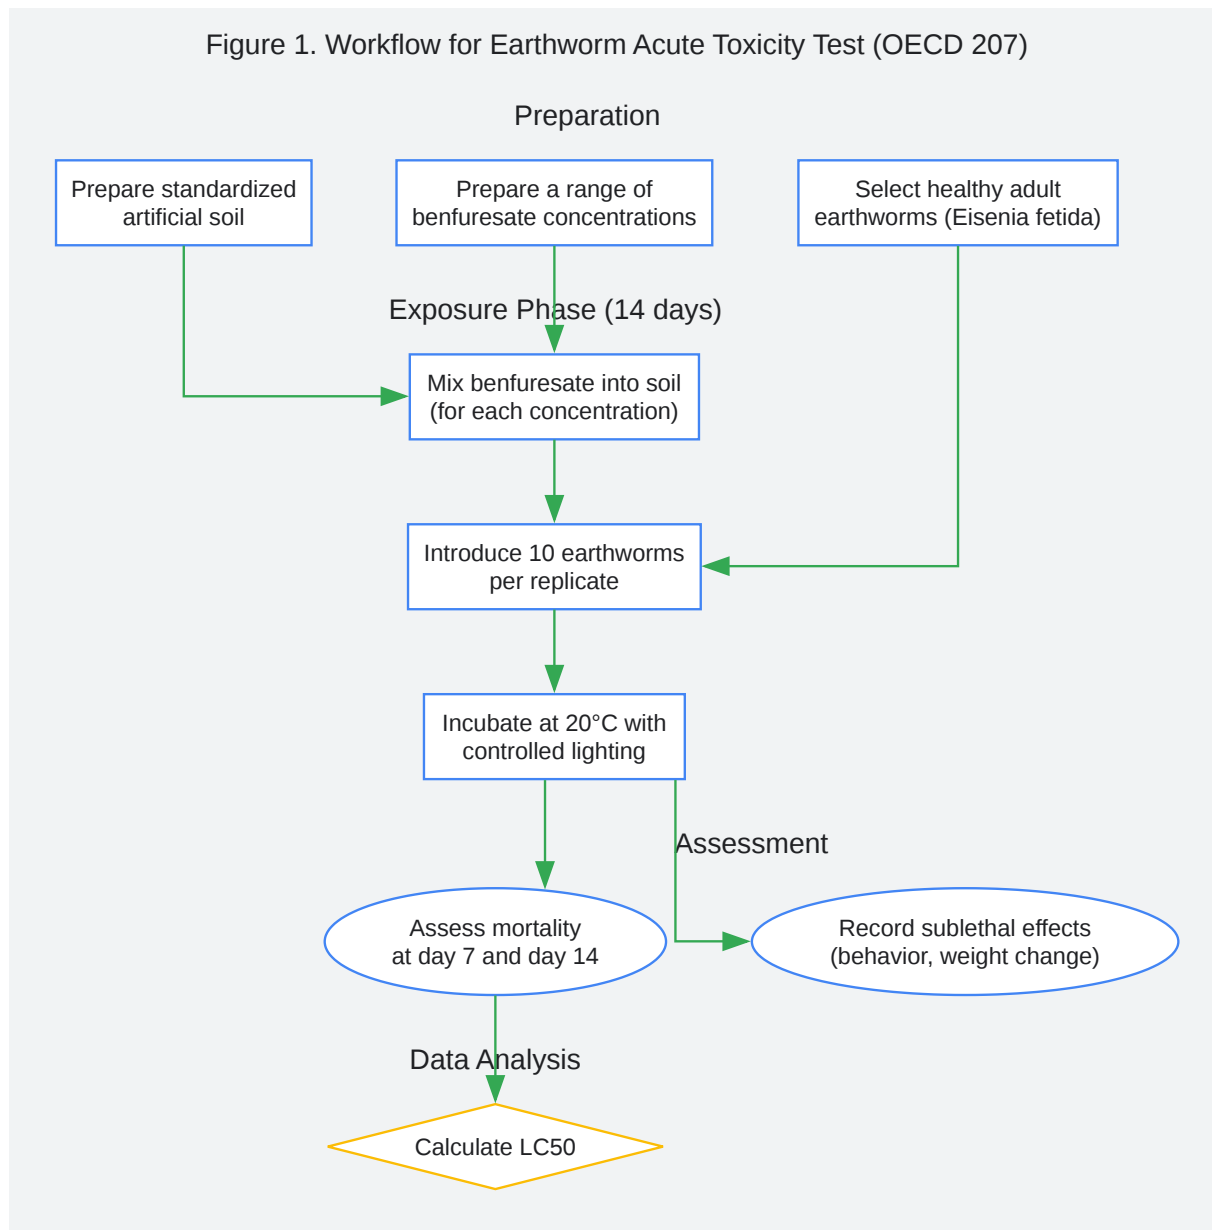 Figure 1. Workflow for Earthworm Acute Toxicity Test (OECD 207)
Preparation
Prepare standardized
artificial soil
Prepare a range of
benfuresate concentrations
Select healthy adult
earthworms (Eisenia fetida)
Exposure Phase (14 days)
Mix benfuresate into soil
(for each concentration)
Introduce 10 earthworms
per replicate
Incubate at 20°C with
controlled lighting
Assessment
Assess mortality
at day 7 and day 14
Record sublethal effects
(behavior, weight change)
Data Analysis
Calculate LC50